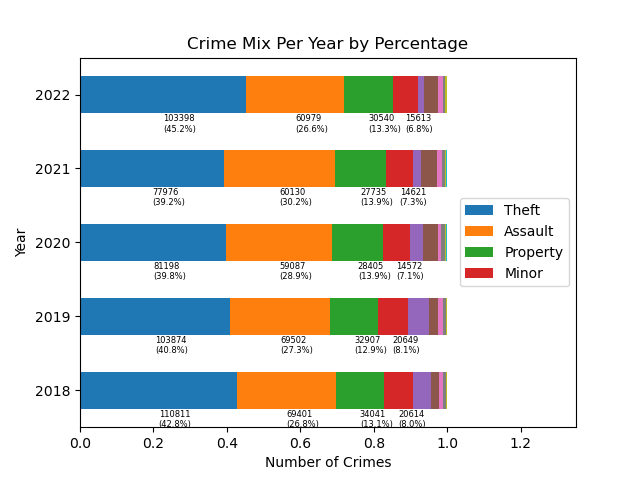 Crime Mix Per Year by Percentage
2022
103398 60979 30540 15613
(45.2%) (26.6%) (13.3%) (6.8%)
2021
77976 60130 27735 14621
(39.2%) (30.2%) (13.9%) (7.3%)
Theft
Assault
Property
Minor
Year
2020
81198 59087 28405 14572
(39.8%) (28.9%) (13.9%) (7.1%)
2019
103874 69502 32907 20649
(40.8%) (27.3%) (12.9%) (8.1%)
2018
110811 69401 34041 20614
(42.8%) (26.8%) (13.1%) (8.0%)
0.0 0.2 0.4 0.6 0.8 1.0 1.2
Number of Crimes